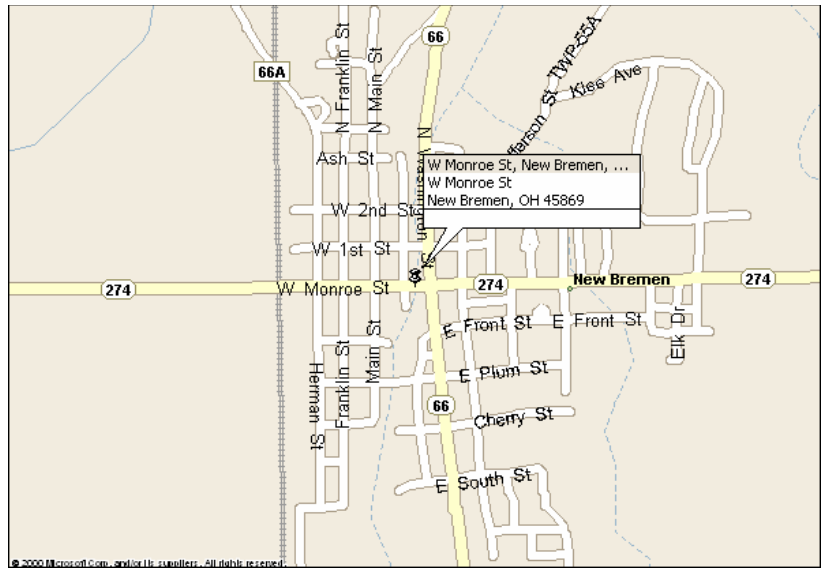 66
66A
N Franklin St
N Main St
TWP-55A
Klee Ave
Ash St
W Monroe St, New Bremen, ...
W Monroe St
New Bremen, OH 45869
W 2nd St
W 1st St
274
W Monroe St
274
New Bremen
274
E Front St
E Front St
Elk Dr
Main St
Franklin St
Herman St
E Plum St
66
Cherry St
E South St
© 2000 Microsoft Corp. and/or its suppliers. All rights reserved.